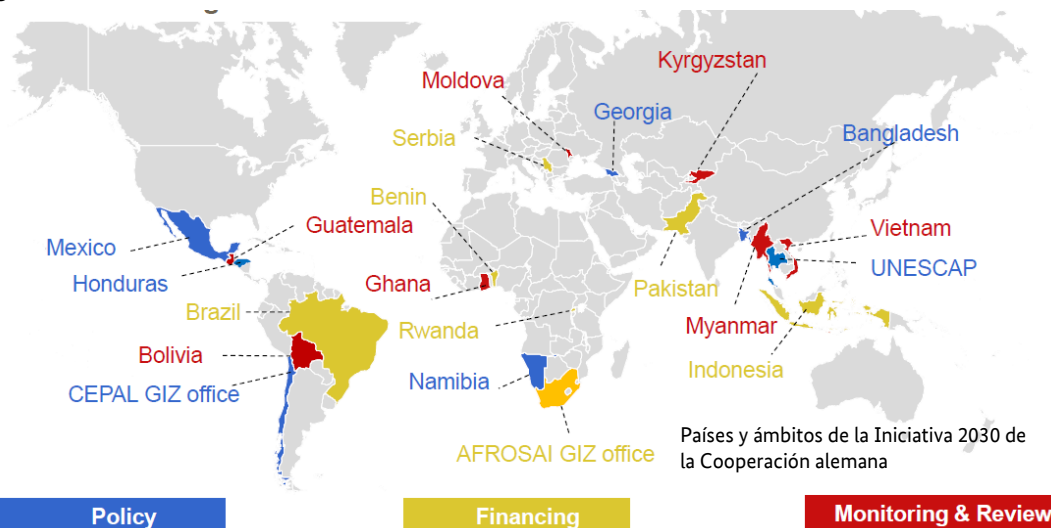 Moldova
Kyrgyzstan
Georgia
Serbia
Bangladesh
Benin
Guatemala
Vietnam
Mexico
UNESCAP
Honduras
Ghana
Pakistan
Brazil
Rwanda
Myanmar
Bolivia
Indonesia
Namibia
CEPAL GIZ office
AFROSAI GIZ office
Países y ámbitos de la Iniciativa 2030 de
la Cooperación alemana
Policy
Financing
Monitoring & Review